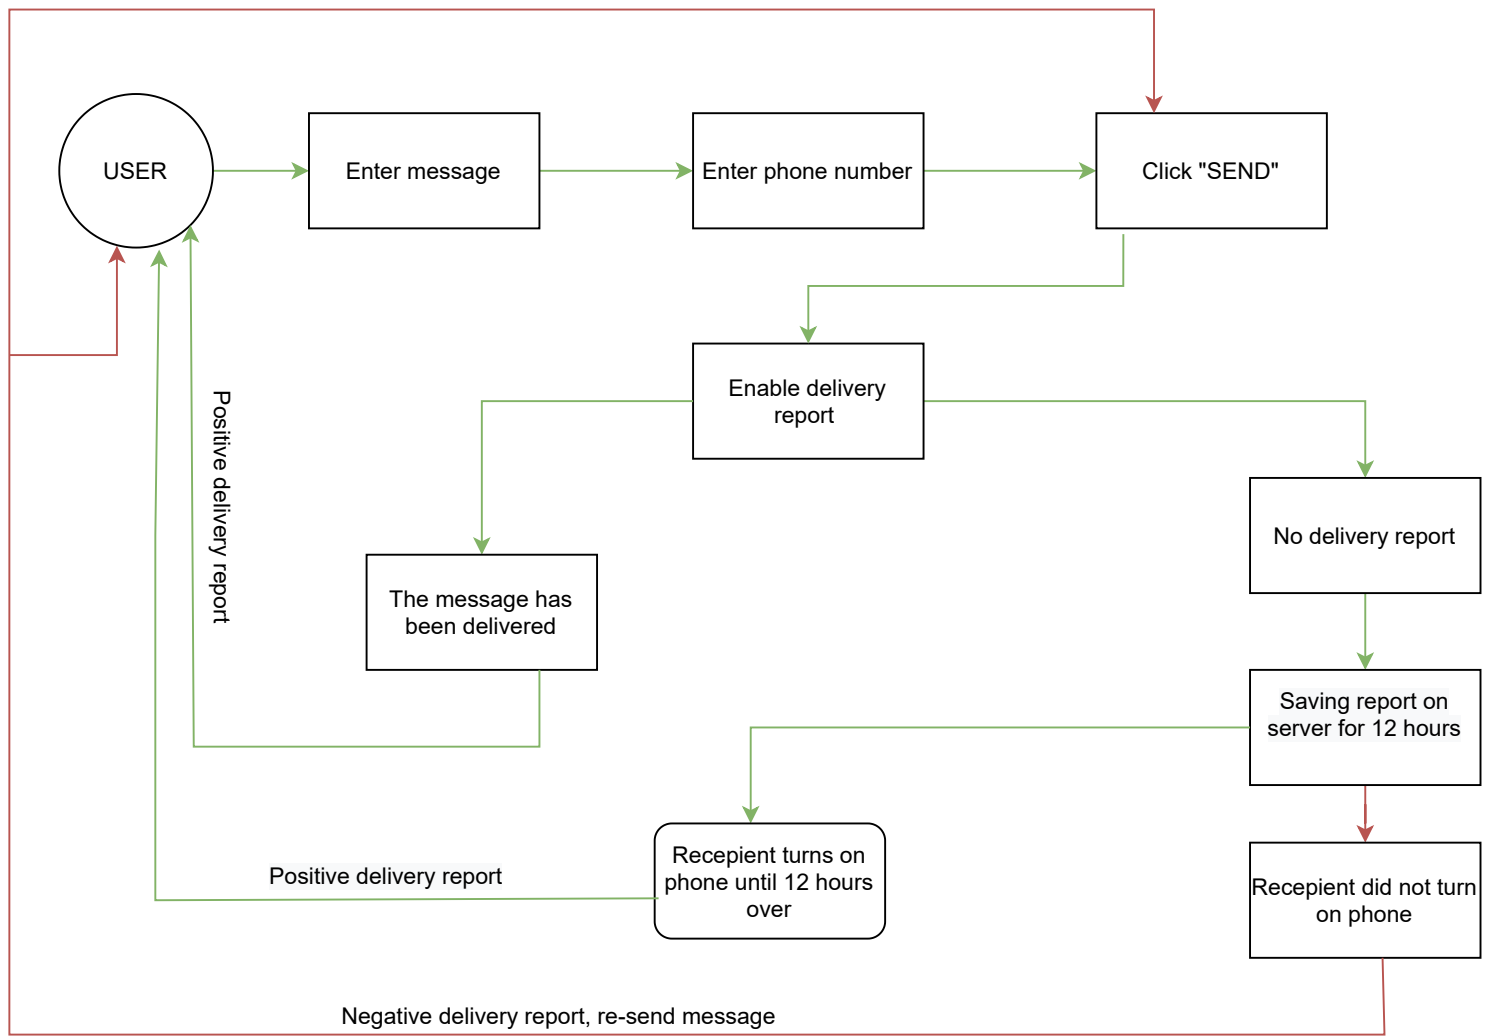 USER
Enter message
Enter phone number
Click "SEND"
Enable delivery
report
Positive delivery report
No delivery report
The message has
been delivered
Saving report on
server for 12 hours
Recepient turns on
phone until 12 hours
over
Positive delivery report
Recepient did not turn
on phone
Negative delivery report, re-send message